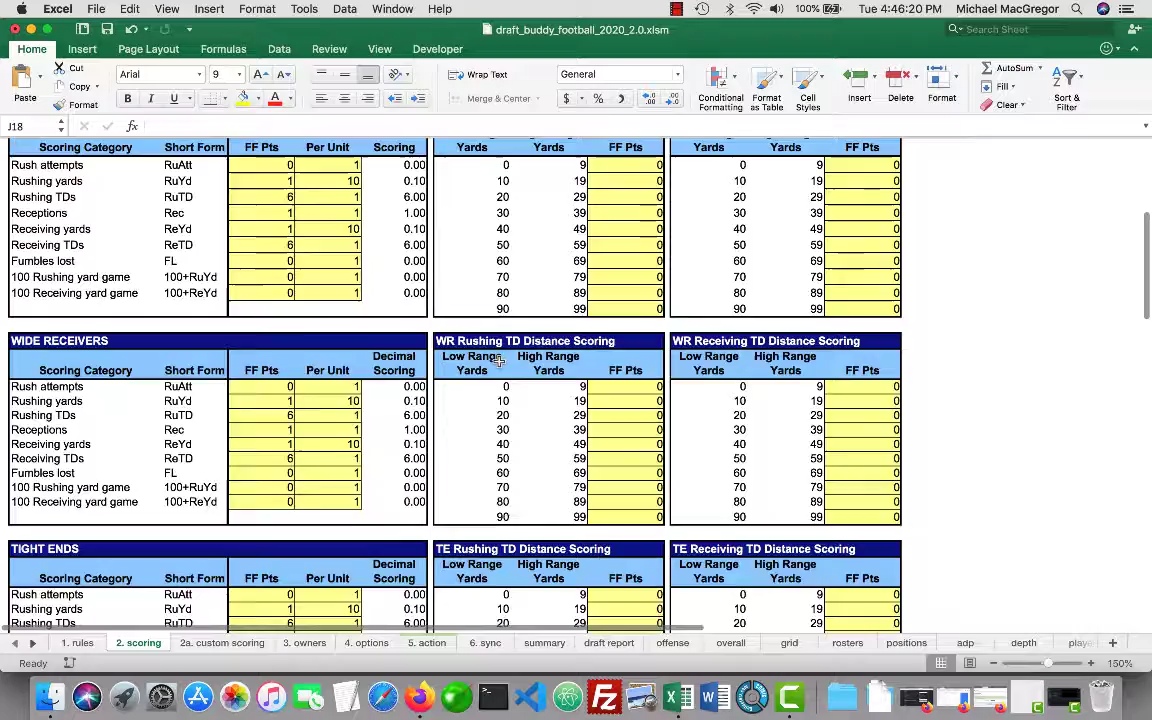 Excel File Edit View Insert Format Tools Data Window Help 100% Tue 4:46:20 PM Michael MacGregor
draft_buddy_football_2020_2.0.xlsm Search Sheet
Home Insert Page Layout Formulas Data Review View Developer
Paste Cut Copy Format Arial 9 A A Wrap Text General Conditional Formatting Format as Table Cell Styles Insert Delete Format AutoSum Fill Clear Sort & Filter
B I U A Merge & Center $ %
J18 fx
Scoring Category Short Form FF Pts Per Unit Scoring Yards Yards FF Pts Yards Yards FF Pts
Rush attempts RuAtt 0 1 0.00 0 9 0 0 9 0
Rushing yards RuYd 1 10 0.10 10 19 0 10 19 0
Rushing TDs RuTD 6 1 6.00 20 29 0 20 29 0
Receptions Rec 1 1 1.00 30 39 0 30 39 0
Receiving yards ReYd 1 10 0.10 40 49 0 40 49 0
Receiving TDs ReTD 6 1 6.00 50 59 0 50 59 0
Fumbles lost FL 0 1 0.00 60 69 0 60 69 0
100 Rushing yard game 100+RuYd 0 1 0.00 70 79 0 70 79 0
100 Receiving yard game 100+ReYd 0 1 0.00 80 89 0 80 89 0
90 99 0 90 99 0
WIDE RECEIVERS WR Rushing TD Distance Scoring WR Receiving TD Distance Scoring
Decimal Low Range High Range Low Range High Range
Scoring Category Short Form FF Pts Per Unit Scoring Yards Yards FF Pts Yards Yards FF Pts
Rush attempts RuAtt 0 1 0.00 0 9 0 0 9 0
Rushing yards RuYd 1 10 0.10 10 19 0 10 19 0
Rushing TDs RuTD 6 1 6.00 20 29 0 20 29 0
Receptions Rec 1 1 1.00 30 39 0 30 39 0
Receiving yards ReYd 1 10 0.10 40 49 0 40 49 0
Receiving TDs ReTD 6 1 6.00 50 59 0 50 59 0
Fumbles lost FL 0 1 0.00 60 69 0 60 69 0
100 Rushing yard game 100+RuYd 0 1 0.00 70 79 0 70 79 0
100 Receiving yard game 100+ReYd 0 1 0.00 80 89 0 80 89 0
90 99 0 90 99 0
TIGHT ENDS TE Rushing TD Distance Scoring TE Receiving TD Distance Scoring
Decimal Low Range High Range Low Range High Range
Scoring Category Short Form FF Pts Per Unit Scoring Yards Yards FF Pts Yards Yards FF Pts
Rush attempts RuAtt 0 1 0.00 0 9 0 0 9 0
Rushing yards RuYd 1 10 0.10 10 19 0 10 19 0
Rushing TDs RuTD 6 1 6.00 20 29 0 20 29 0
1. rules 2. scoring 2a. custom scoring 3. owners 4. options 5. action 6. sync summary draft report offense overall grid rosters positions adp depth playe
Ready 150%